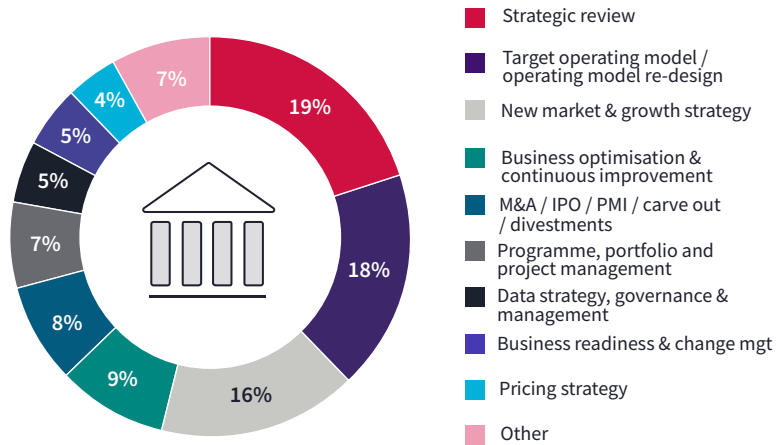 19%
18%
16%
9%
8%
7%
5%
5%
4%
7%
Strategic review
Target operating model /
operating model re-design
New market & growth strategy
Business optimisation &
continuous improvement
M&A / IPO / PMI / carve out
/ divestments
Programme, portfolio and
project management
Data strategy, governance &
management
Business readiness & change mgt
Pricing strategy
Other